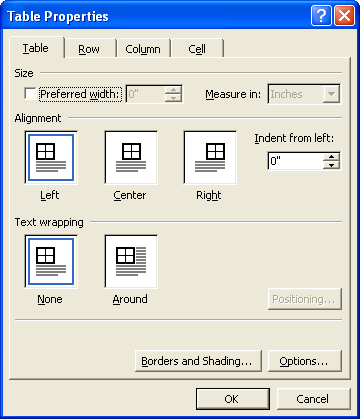 Table Properties
Table Row Column Cell
Size
Preferred width: 0" Measure in: Inches
Alignment
Indent from left:
0"
Left Center Right
Text wrapping
None Around
Positioning...
Borders and Shading... Options...
OK Cancel